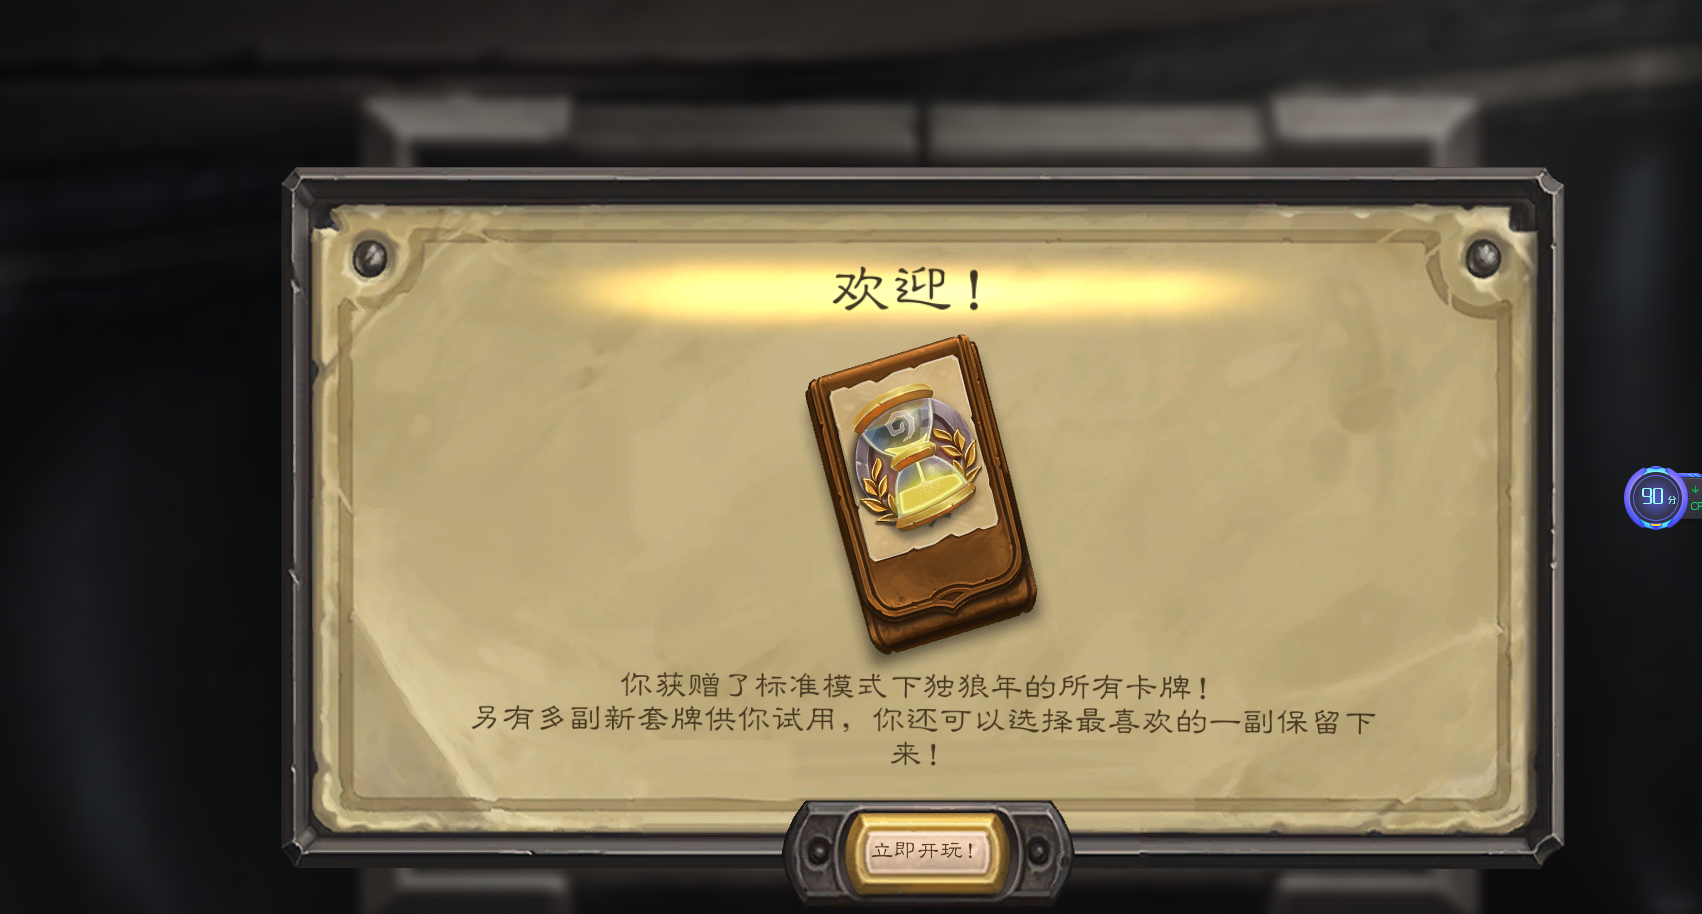 欢迎！
你获赠了标准模式下独狼年的所有卡牌！
另有多副新套牌供你试用，你还可以选择最喜欢的一副保留下
来！
立即开玩！
90分